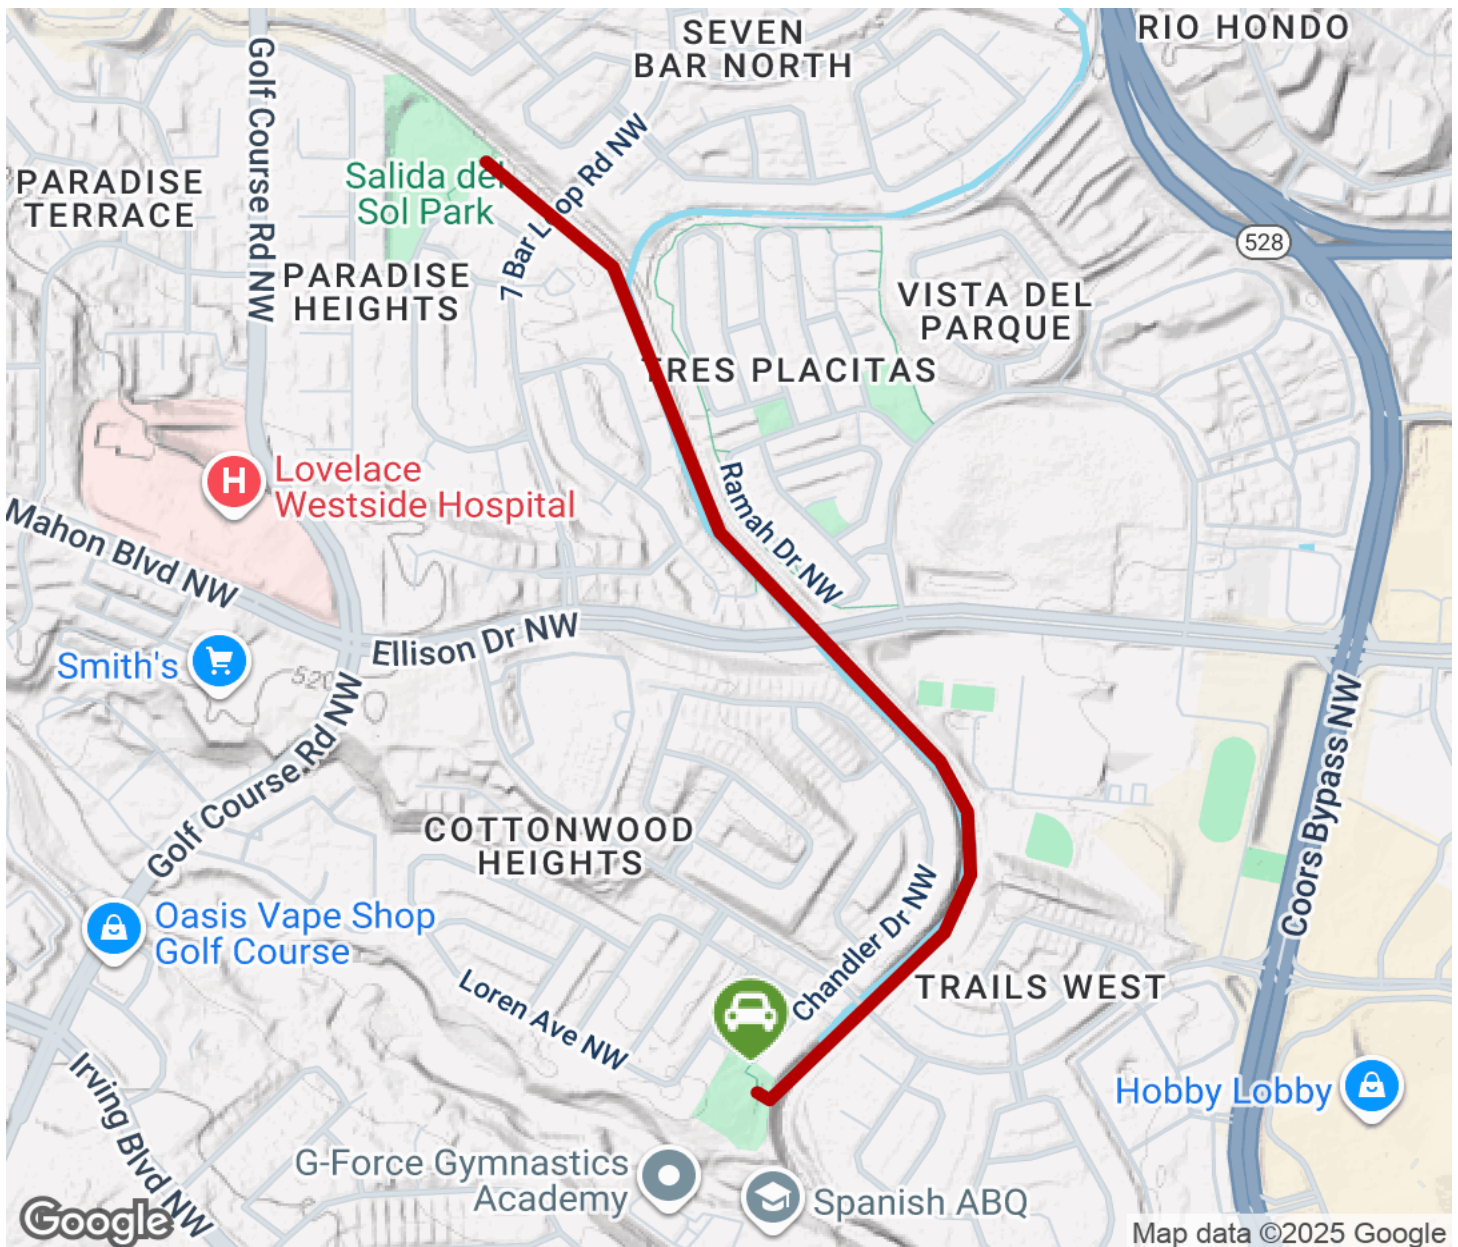 SEVEN
BAR NORTH
RIO HONDO
Golf Course Rd NW
7 Bar Loop Rd NW
Salida del
Sol Park
PARADISE
TERRACE
528
PARADISE
HEIGHTS
VISTA DEL
PARQUE
TRES PLACITAS
Lovelace
Westside Hospital
Ramah Dr NW
Mahon Blvd NW
Ellison Dr NW
Smith's
520
Golf Course Rd NW
Coors Bypass NW
COTTONWOOD
HEIGHTS
Oasis Vape Shop
Golf Course
Chandler Dr NW
Loren Ave NW
TRAILS WEST
Irving Blvd NW
Hobby Lobby
G-Force Gymnastics
Academy
Spanish ABQ
Google
Map data ©2025 Google